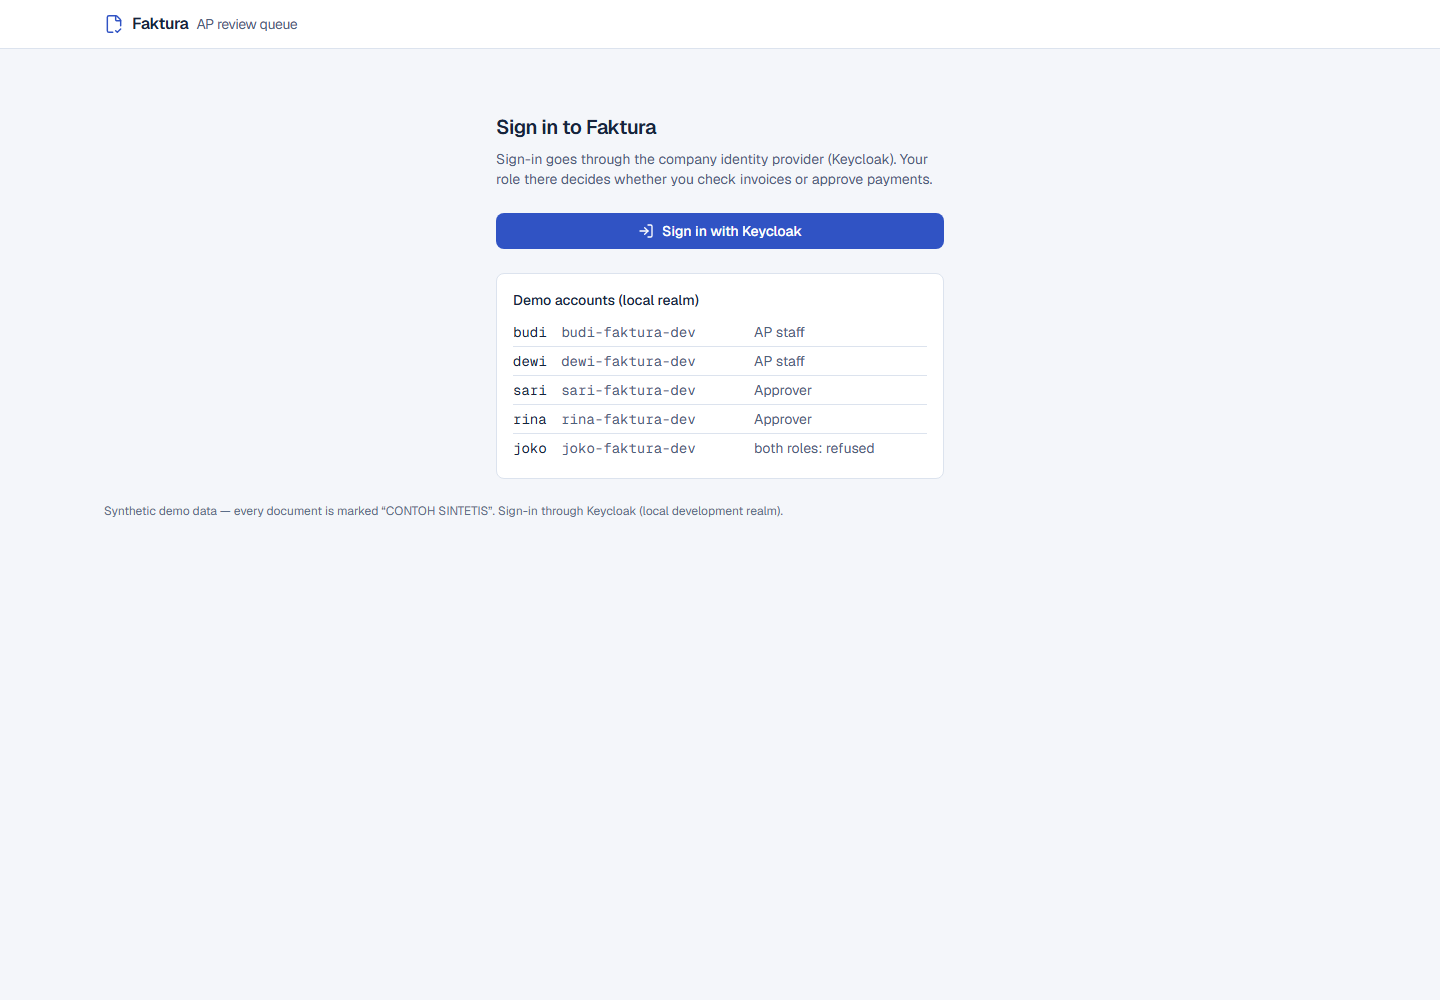 Faktura AP review queue
Sign in to Faktura
Sign-in goes through the company identity provider (Keycloak). Your
role there decides whether you check invoices or approve payments.
Sign in with Keycloak
Demo accounts (local realm)
budi budi-faktura-dev AP staff
dewi dewi-faktura-dev AP staff
sari sari-faktura-dev Approver
rina rina-faktura-dev Approver
joko joko-faktura-dev both roles: refused
Synthetic demo data — every document is marked “CONTOH SINTETIS”. Sign-in through Keycloak (local development realm).